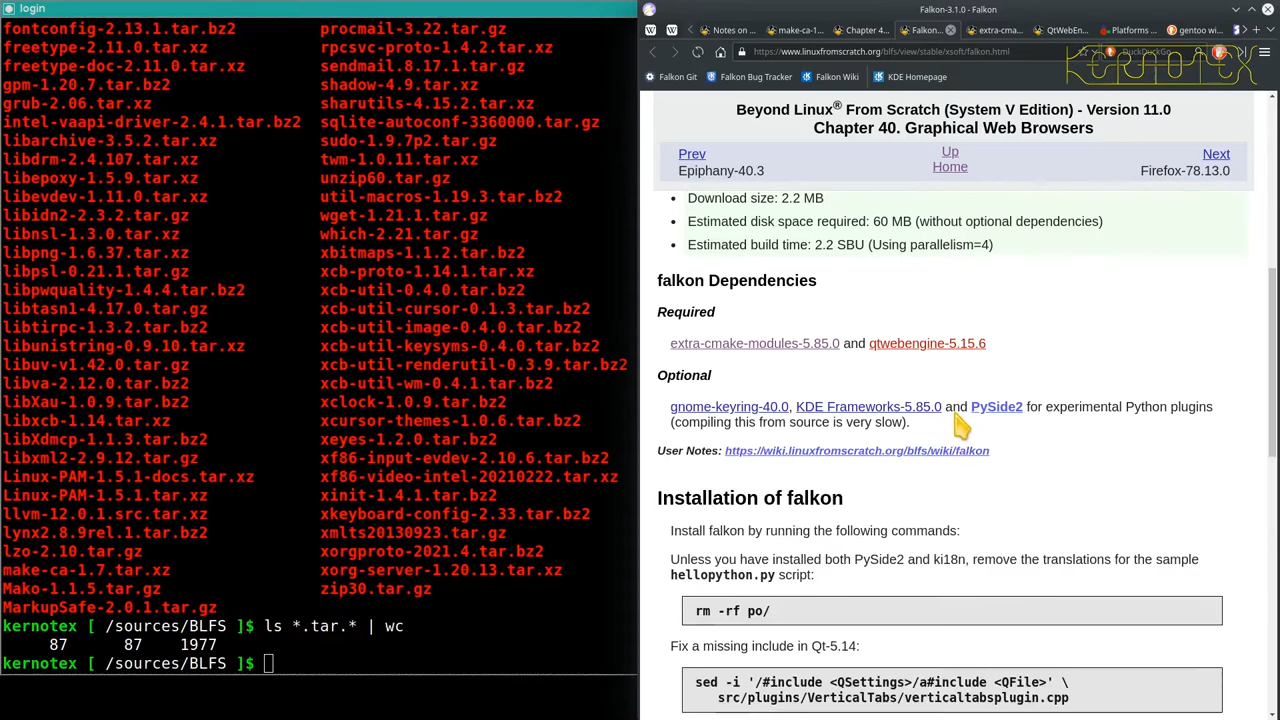 login
fontconfig-2.13.1.tar.bz2 procmail-3.22.tar.gz
freetype-2.11.0.tar.xz rpcsvc-proto-1.4.2.tar.xz
freetype-doc-2.11.0.tar.xz sendmail.8.17.1.tar.gz
gpm-1.20.7.tar.bz2 shadow-4.9.tar.xz
grub-2.06.tar.xz sharutils-4.15.2.tar.xz
intel-vaapi-driver-2.4.1.tar.bz2 sqlite-autoconf-3360000.tar.gz
libarchive-3.5.2.tar.xz sudo-1.9.7p2.tar.gz
libdrm-2.4.107.tar.xz twm-1.0.11.tar.xz
libepoxy-1.5.9.tar.xz unzip60.tar.gz
libevdev-1.11.0.tar.xz util-macros-1.19.3.tar.bz2
libidn2-2.3.2.tar.gz wget-1.21.1.tar.gz
libnsl-1.3.0.tar.xz which-2.21.tar.gz
libpng-1.6.37.tar.xz xbitmaps-1.1.2.tar.bz2
libpsl-0.21.1.tar.gz xcb-proto-1.14.1.tar.xz
libpwquality-1.4.4.tar.bz2 xcb-util-0.4.0.tar.bz2
libtasn1-4.17.0.tar.gz xcb-util-cursor-0.1.3.tar.bz2
libtirpc-1.3.2.tar.bz2 xcb-util-image-0.4.0.tar.bz2
libunistring-0.9.10.tar.xz xcb-util-keysyms-0.4.0.tar.bz2
libuv-v1.42.0.tar.gz xcb-util-renderutil-0.3.9.tar.bz2
libva-2.12.0.tar.bz2 xcb-util-wm-0.4.1.tar.bz2
libXau-1.0.9.tar.bz2 xclock-1.0.9.tar.bz2
libxcb-1.14.tar.xz xcursor-themes-1.0.6.tar.bz2
libXdmcp-1.1.3.tar.bz2 xeyes-1.2.0.tar.bz2
libxml2-2.9.12.tar.gz xf86-input-evdev-2.10.6.tar.bz2
Linux-PAM-1.5.1-docs.tar.xz xf86-video-intel-20210222.tar.xz
Linux-PAM-1.5.1.tar.xz xinit-1.4.1.tar.bz2
llvm-12.0.1.src.tar.xz xkeyboard-config-2.33.tar.bz2
lynx2.8.9rel.1.tar.bz2 xmlts20130923.tar.gz
lzo-2.10.tar.gz xorgproto-2021.4.tar.bz2
make-ca-1.7.tar.xz xorg-server-1.20.13.tar.xz
Mako-1.1.5.tar.gz zip30.tar.gz
MarkupSafe-2.0.1.tar.gz
kernotex [ /sources/BLFS ]$ ls *.tar.* | wc
87 87 1977
kernotex [ /sources/BLFS ]$
Falkon-3.1.0 - Falkon
Notes on ... make-ca-1... Chapter 4... Falkon... extra-cm... QtWebEn... Platforms ... gentoo wi...
https://www.linuxfromscratch.org/blfs/view/stable/xsoft/falkon.html DuckDuckGo
KERNOTEX
Falkon Git Falkon Bug Tracker Falkon Wiki KDE Homepage
Beyond Linux® From Scratch (System V Edition) - Version 11.0
Chapter 40. Graphical Web Browsers
Prev Up Next
Epiphany-40.3 Home Firefox-78.13.0
• Download size: 2.2 MB
• Estimated disk space required: 60 MB (without optional dependencies)
• Estimated build time: 2.2 SBU (Using parallelism=4)
falkon Dependencies
Required
extra-cmake-modules-5.85.0 and qtwebengine-5.15.6
Optional
gnome-keyring-40.0, KDE Frameworks-5.85.0 and PySide2 for experimental Python plugins
(compiling this from source is very slow).
User Notes: https://wiki.linuxfromscratch.org/blfs/wiki/falkon
Installation of falkon
Install falkon by running the following commands:
Unless you have installed both PySide2 and ki18n, remove the translations for the sample
hellopython.py script:
rm -rf po/
Fix a missing include in Qt-5.14:
sed -i '/#include <QSettings>/a#include <QFile>' \
src/plugins/VerticalTabs/verticaltabsplugin.cpp